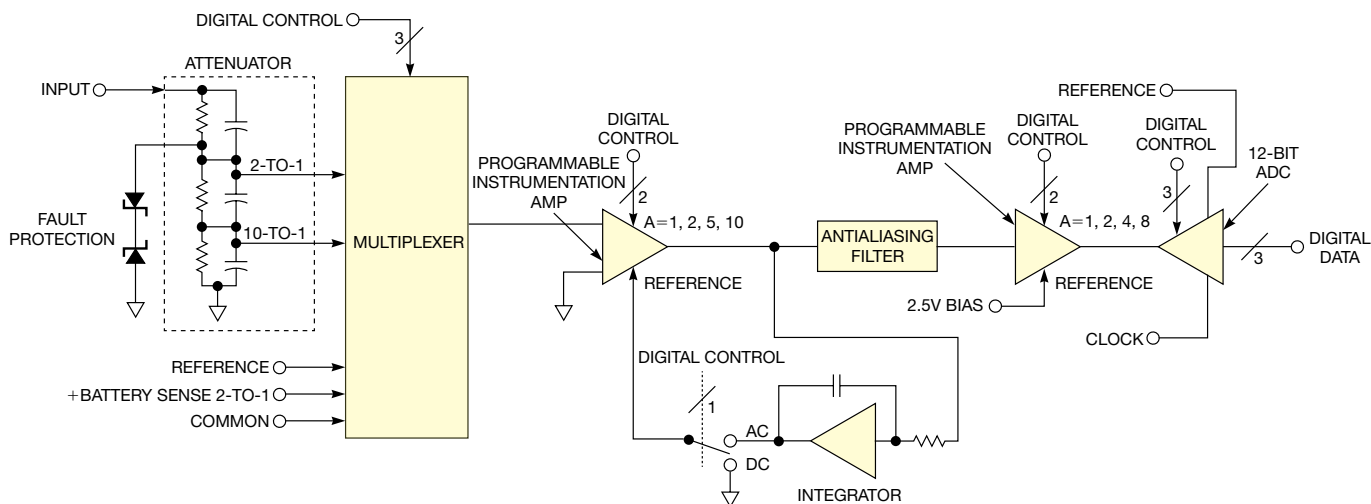 DIGITAL CONTROL
3
ATTENUATOR
INPUT
2-TO-1
10-TO-1
FAULT
PROTECTION
MULTIPLEXER
REFERENCE
+BATTERY SENSE 2-TO-1
COMMON
PROGRAMMABLE
INSTRUMENTATION
AMP
DIGITAL
CONTROL
2
A=1, 2, 5, 10
REFERENCE
DIGITAL CONTROL
1
AC
DC
INTEGRATOR
ANTIALIASING
FILTER
PROGRAMMABLE
INSTRUMENTATION
AMP
DIGITAL
CONTROL
2
A=1, 2, 4, 8
REFERENCE
2.5V BIAS
REFERENCE
DIGITAL
CONTROL
3
12-BIT
ADC
3
DIGITAL
DATA
CLOCK